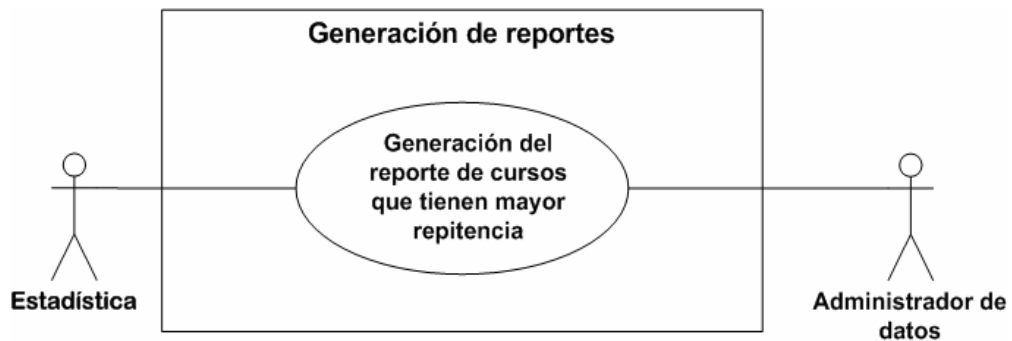 Generación de reportes
Generación del
reporte de cursos
que tienen mayor
repitencia
Estadística
Administrador de
datos